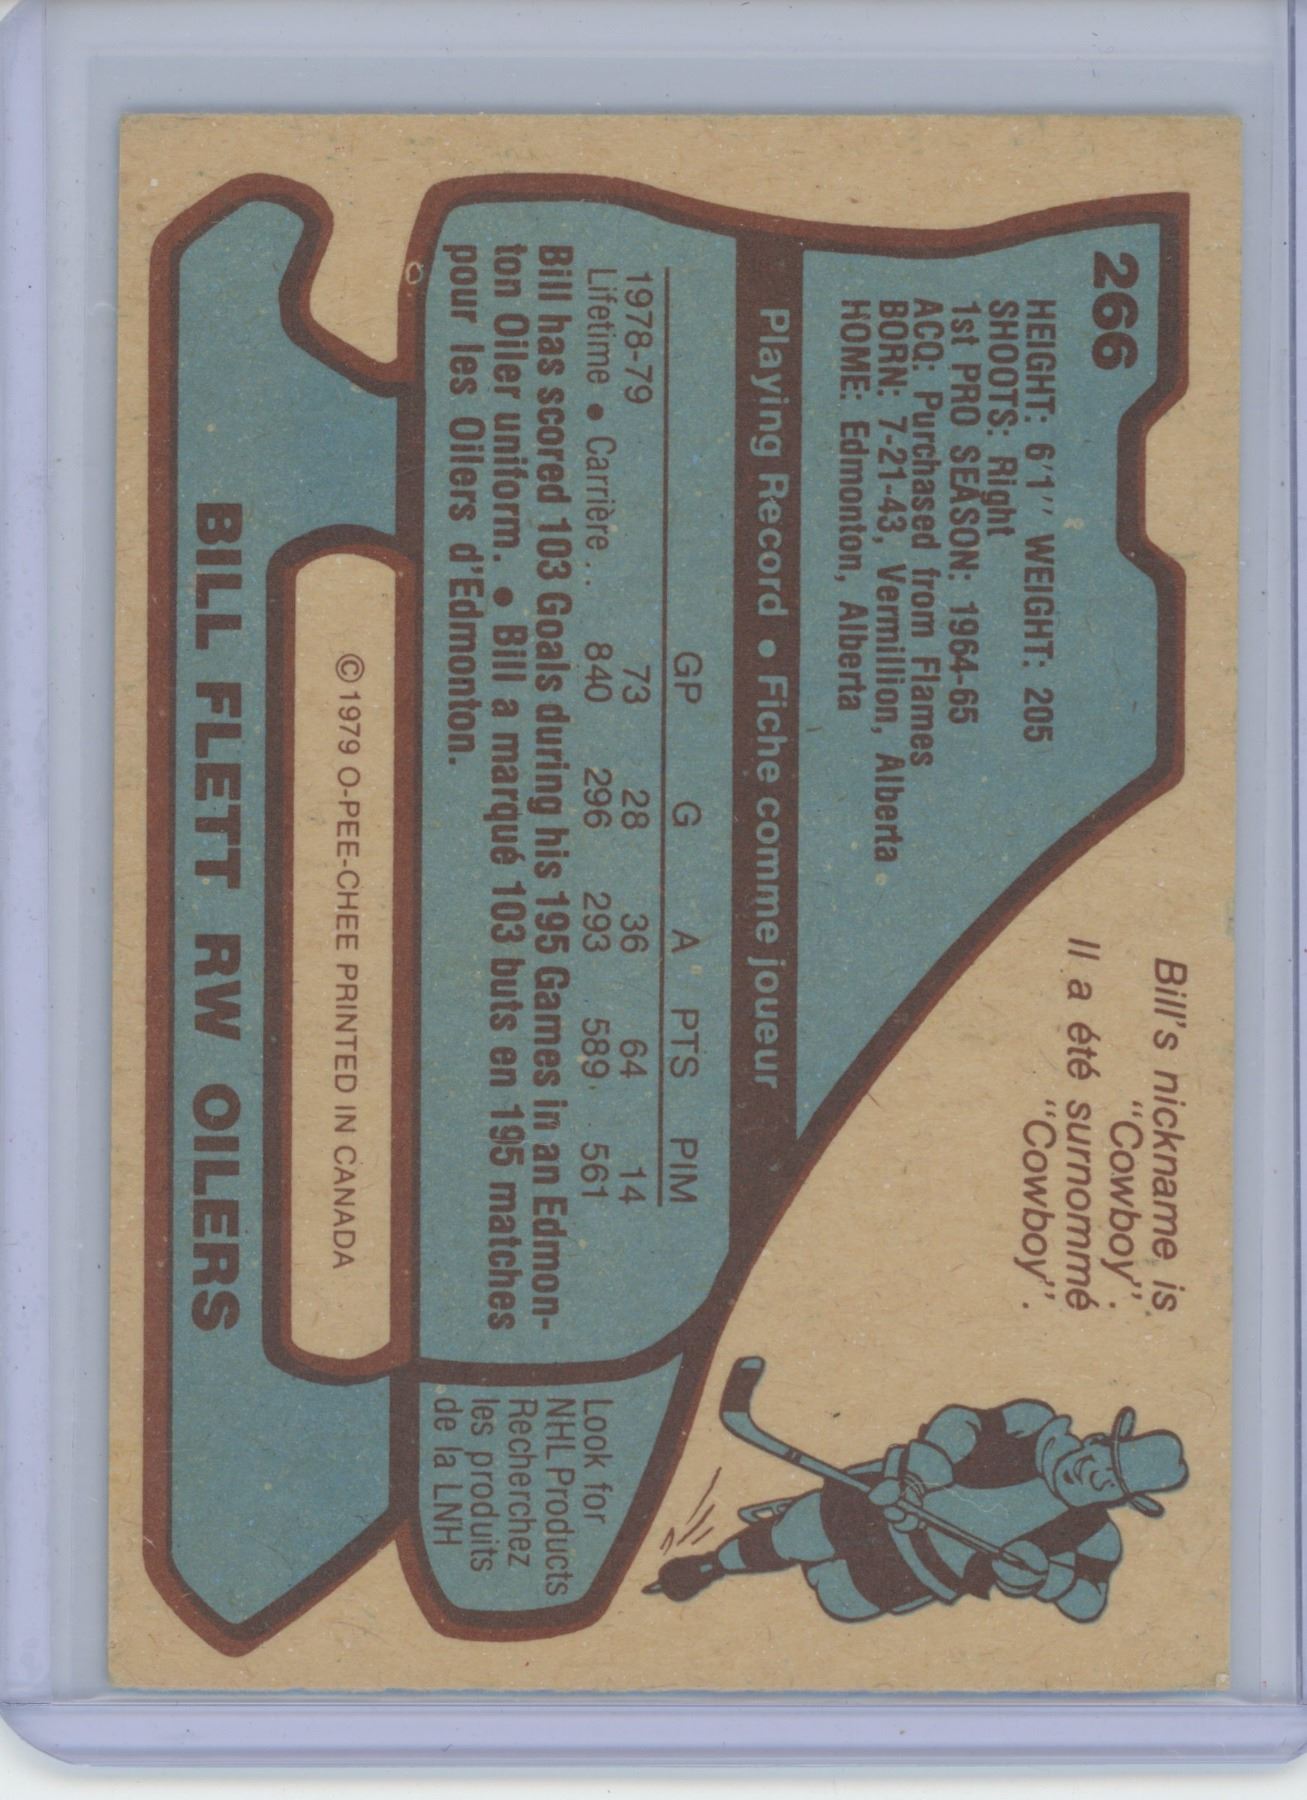 266
HEIGHT: 6'1" WEIGHT: 205
SHOOTS: Right
1st PRO SEASON: 1964-65
ACQ: Purchased from Flames
BORN: 7-21-43, Vermillion, Alberta
HOME: Edmonton, Alberta
Bill's nickname is
"Cowboy".
Il a été surnommé
"Cowboy".
Playing Record • Fiche comme joueur
GP G A PTS PIM
1978-79 73 28 36 64 14
Lifetime • Carrière... 840 296 293 589 561
Bill has scored 103 Goals during his 195 Games in an Edmon-
ton Oiler uniform. • Bill a marqué 103 buts en 195 matches
pour les Oilers d'Edmonton.
Look for
NHL Products
Recherchez
les produits
de la LNH
©1979 O-PEE-CHEE PRINTED IN CANADA
BILL FLETT RW OILERS